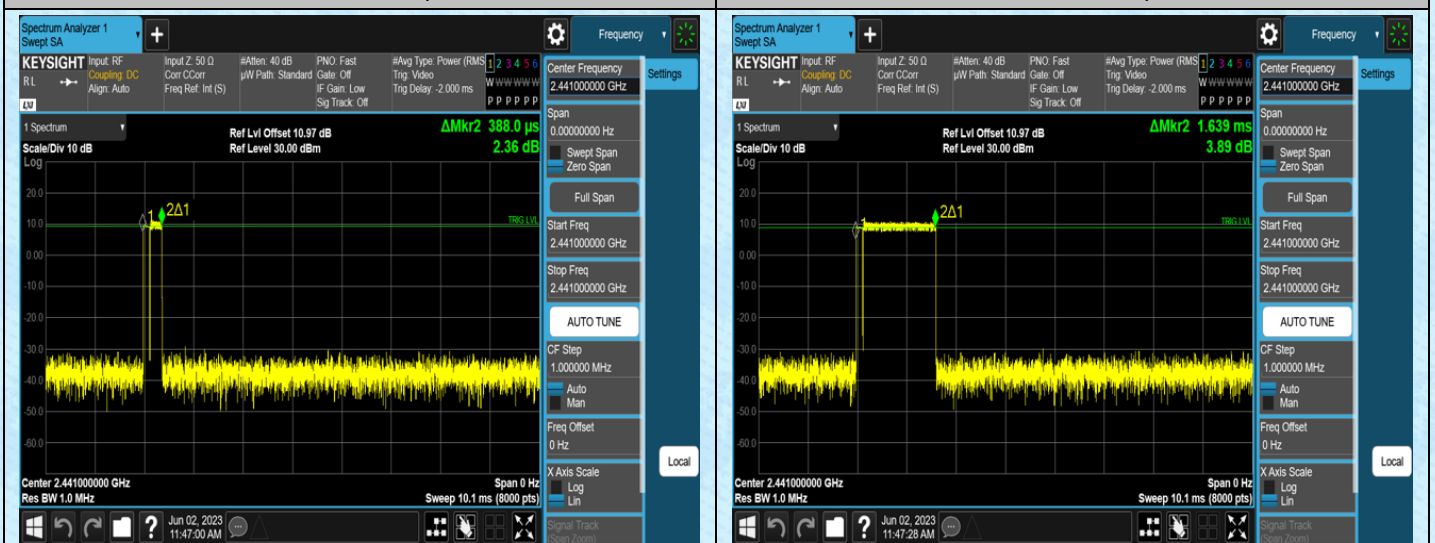 Spectrum Analyzer 1
Swept SA
+
Frequency
KEYSIGHT
RL
LXI
Input: RF
Coupling: DC
Align: Auto
Input Z: 50 Ω
Corr CCorr
Freq Ref: Int (S)
#Atten: 40 dB
µW Path: Standard
PNO: Fast
Gate: Off
IF Gain: Low
Sig Track: Off
#Avg Type: Power (RMS
Trig: Video
Trig Delay: -2.000 ms
1 2 3 4 5 6
W W W W W W
P P P P P P
Center Frequency
2.441000000 GHz
Settings
1 Spectrum
Scale/Div 10 dB
Log
Ref Lvl Offset 10.97 dB
Ref Level 30.00 dBm
ΔMkr2 388.0 µs
2.36 dB
Span
0.00000000 Hz
Swept Span
Zero Span
Full Span
Start Freq
2.441000000 GHz
Stop Freq
2.441000000 GHz
AUTO TUNE
CF Step
1.000000 MHz
Auto
Man
Freq Offset
0 Hz
X Axis Scale
Log
Lin
Signal Track
(Span Zoom)
Local
20.0
10.0
0.00
-10.0
-20.0
-30.0
-40.0
-50.0
-60.0
1
2Δ1
TRIG LVL
Center 2.441000000 GHz
Res BW 1.0 MHz
Span 0 Hz
Sweep 10.1 ms (8000 pts)
?
Jun 02, 2023
11:47:00 AM
Spectrum Analyzer 1
Swept SA
+
Frequency
KEYSIGHT
RL
LXI
Input: RF
Coupling: DC
Align: Auto
Input Z: 50 Ω
Corr CCorr
Freq Ref: Int (S)
#Atten: 40 dB
µW Path: Standard
PNO: Fast
Gate: Off
IF Gain: Low
Sig Track: Off
#Avg Type: Power (RMS
Trig: Video
Trig Delay: -2.000 ms
1 2 3 4 5 6
W W W W W W
P P P P P P
Center Frequency
2.441000000 GHz
Settings
1 Spectrum
Scale/Div 10 dB
Log
Ref Lvl Offset 10.97 dB
Ref Level 30.00 dBm
ΔMkr2 1.639 ms
3.89 dB
Span
0.00000000 Hz
Swept Span
Zero Span
Full Span
Start Freq
2.441000000 GHz
Stop Freq
2.441000000 GHz
AUTO TUNE
CF Step
1.000000 MHz
Auto
Man
Freq Offset
0 Hz
X Axis Scale
Log
Lin
Signal Track
(Span Zoom)
Local
20.0
10.0
0.00
-10.0
-20.0
-30.0
-40.0
-50.0
-60.0
1
2Δ1
TRIG LVL
Center 2.441000000 GHz
Res BW 1.0 MHz
Span 0 Hz
Sweep 10.1 ms (8000 pts)
?
Jun 02, 2023
11:47:28 AM